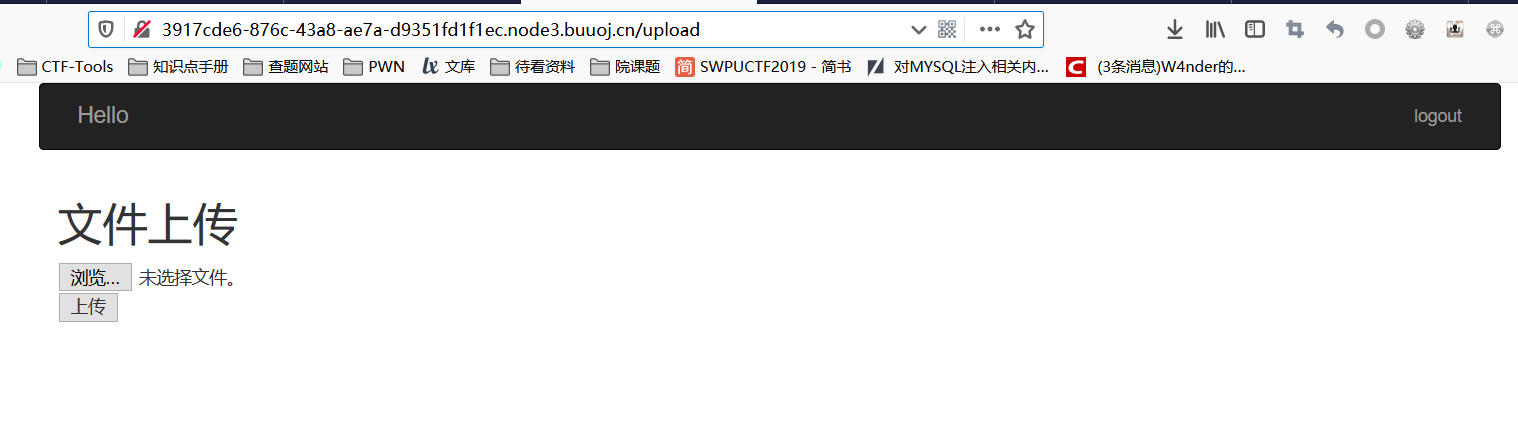 3917cde6-876c-43a8-ae7a-d9351fd1f1ec.node3.buuoj.cn/upload
CTF-Tools 知识点手册 查题网站 PWN lx 文库 待看资料 院课题 简 SWPUCTF2019 - 简书 对MYSQL注入相关内... C (3条消息)W4nder的...
Hello logout
文件上传
浏览... 未选择文件。
上传